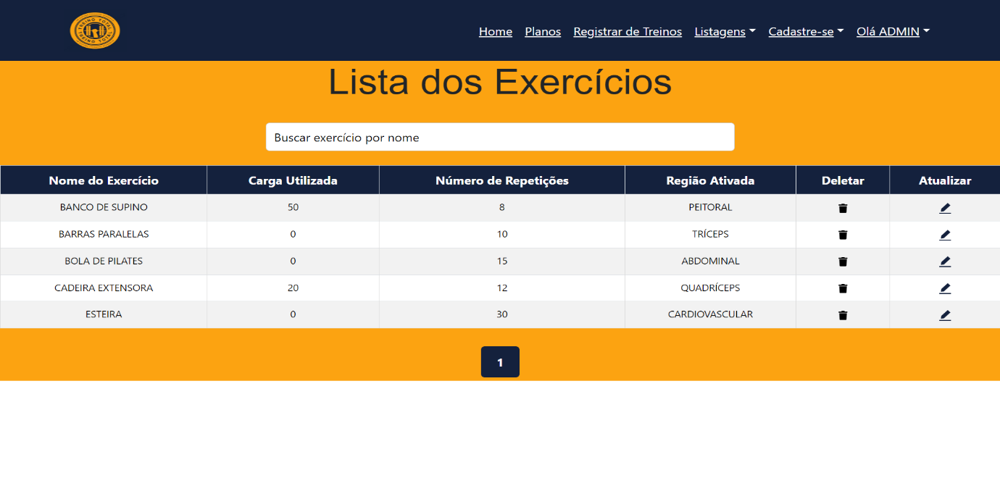 TREINO TOTAL
Home Planos Registrar de Treinos Listagens Cadastre-se Olá ADMIN
Lista dos Exercícios
Buscar exercício por nome
Nome do Exercício Carga Utilizada Número de Repetições Região Ativada Deletar Atualizar
BANCO DE SUPINO 50 8 PEITORAL
BARRAS PARALELAS 0 10 TRÍCEPS
BOLA DE PILATES 0 15 ABDOMINAL
CADEIRA EXTENSORA 20 12 QUADRÍCEPS
ESTEIRA 0 30 CARDIOVASCULAR
1